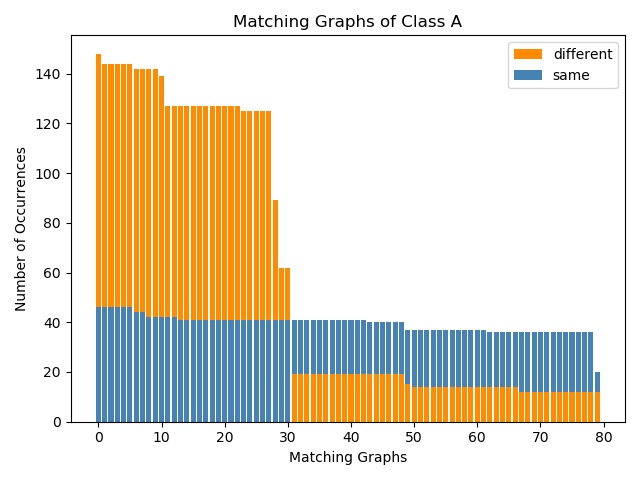 Matching Graphs of Class A
different
same
Number of Occurrences
140
120
100
80
60
40
20
0
0 10 20 30 40 50 60 70 80
Matching Graphs